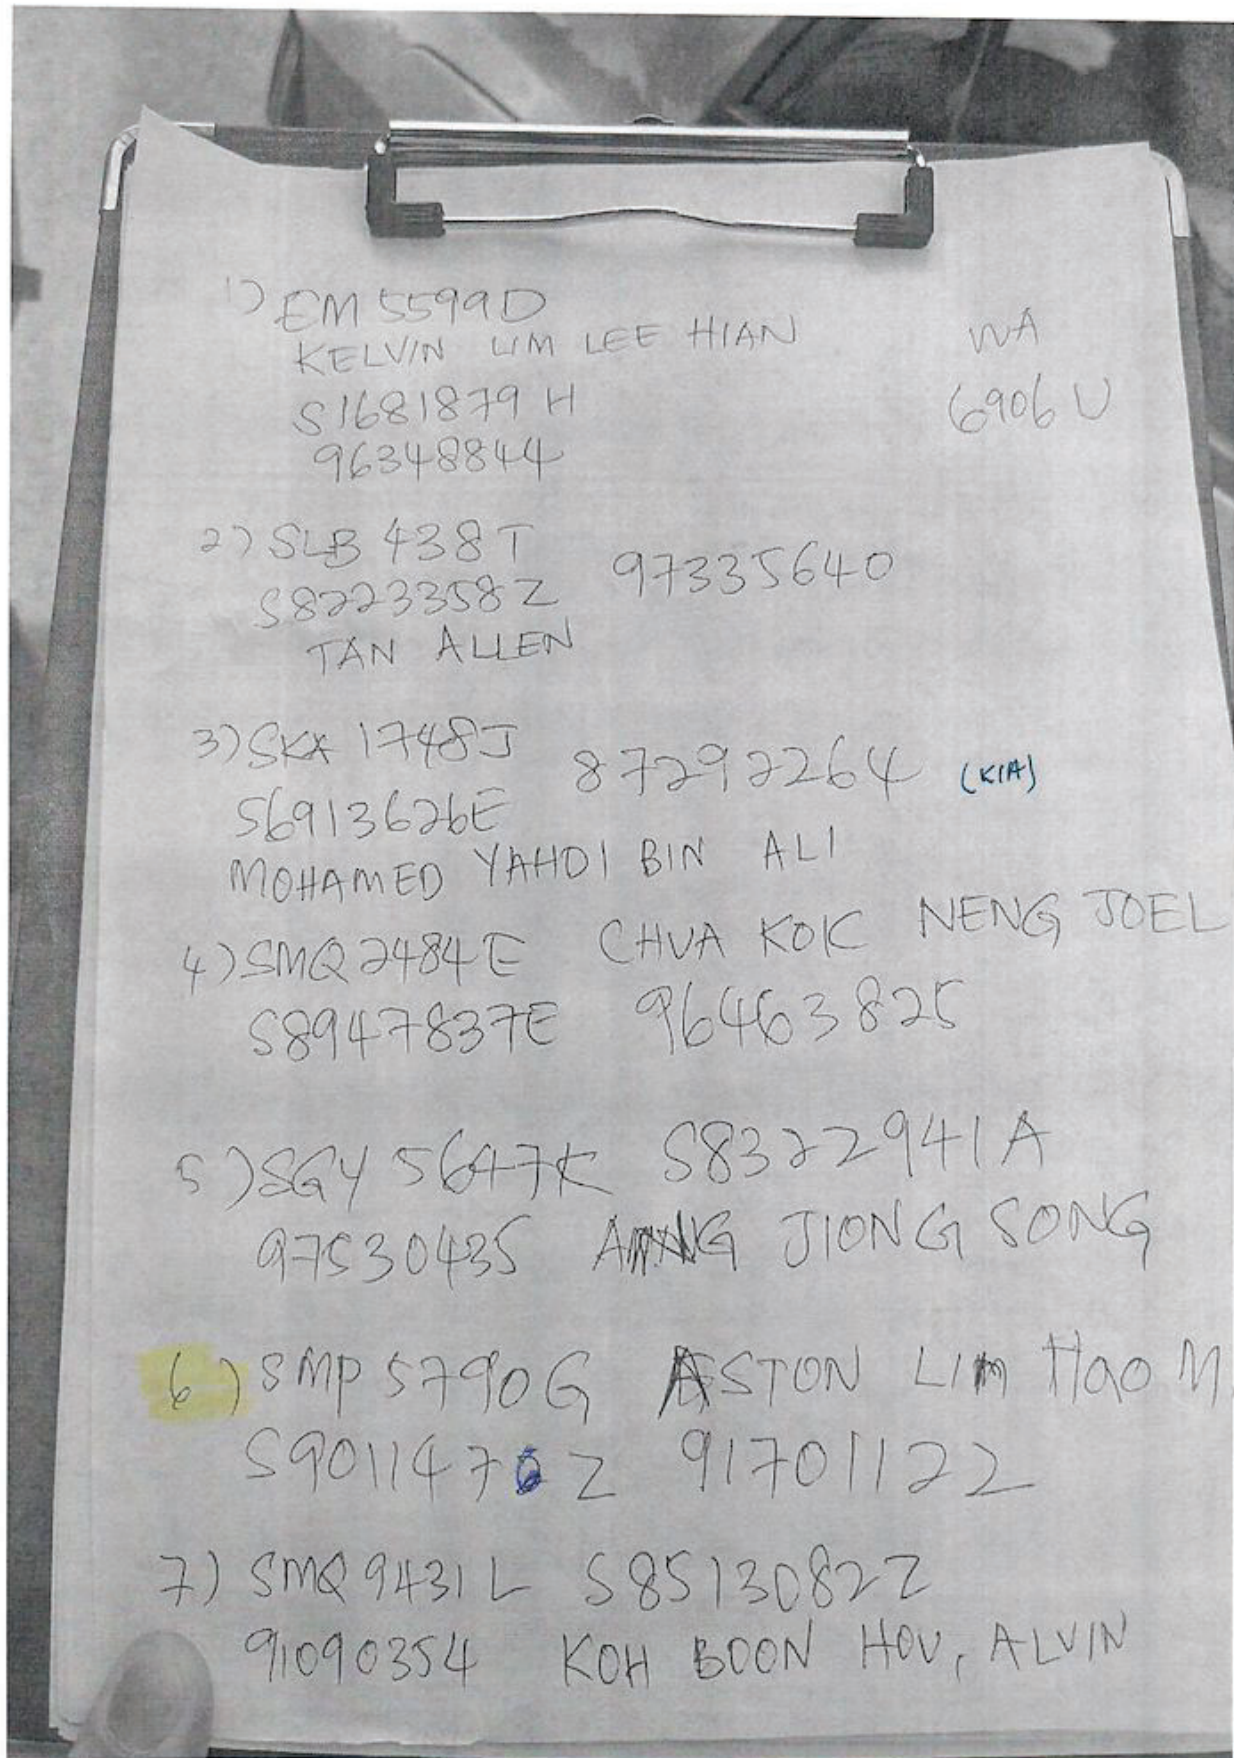 1) EM 5599D
KELVIN LIM LEE HIAN WA
S1681879H 6906U
96348844
2) SLB 438T
S8223358Z 97335640
TAN ALLEN
3) SKA 1748J 87292264 (KIA)
S6913626E
MOHAMED YAHDI BIN ALI
4) SMQ 2484E CHUA KOK NENG JOEL
S8947837E 96463825
5) SGY 5647K S8322941A
97530435 ANG JIONG SONG
6) SMP 5790G ASTON LIM HAO M
S9011476Z 91701122
7) SMQ 9431L S8513082Z
91090354 KOH BOON HOU, ALVIN